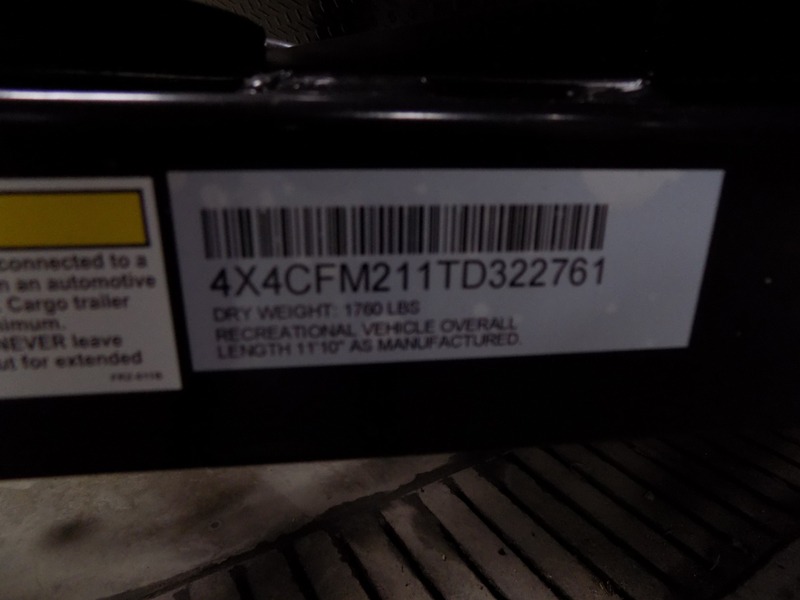 connected to a
n an automotive
. Cargo trailer
nimum.
NEVER leave
ut for extended
4X4CFM211TD322761
DRY WEIGHT: 1760 LBS
RECREATIONAL VEHICLE OVERALL
LENGTH 11'10" AS MANUFACTURED.